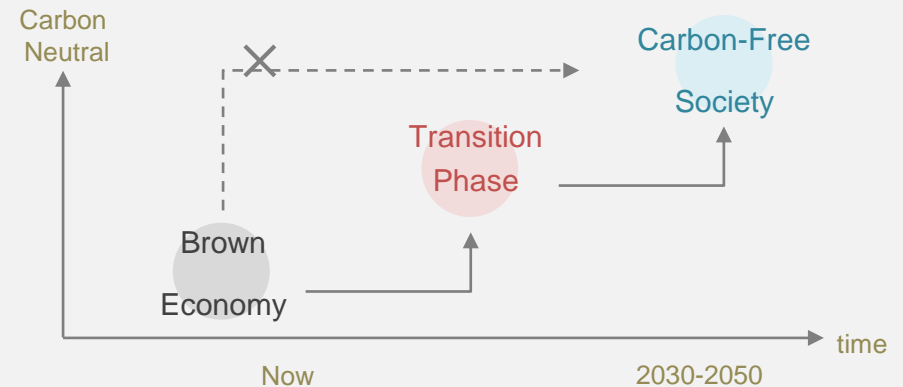 Carbon
Neutral
Carbon-Free
Society
Transition
Phase
Brown
Economy
time
Now
2030-2050